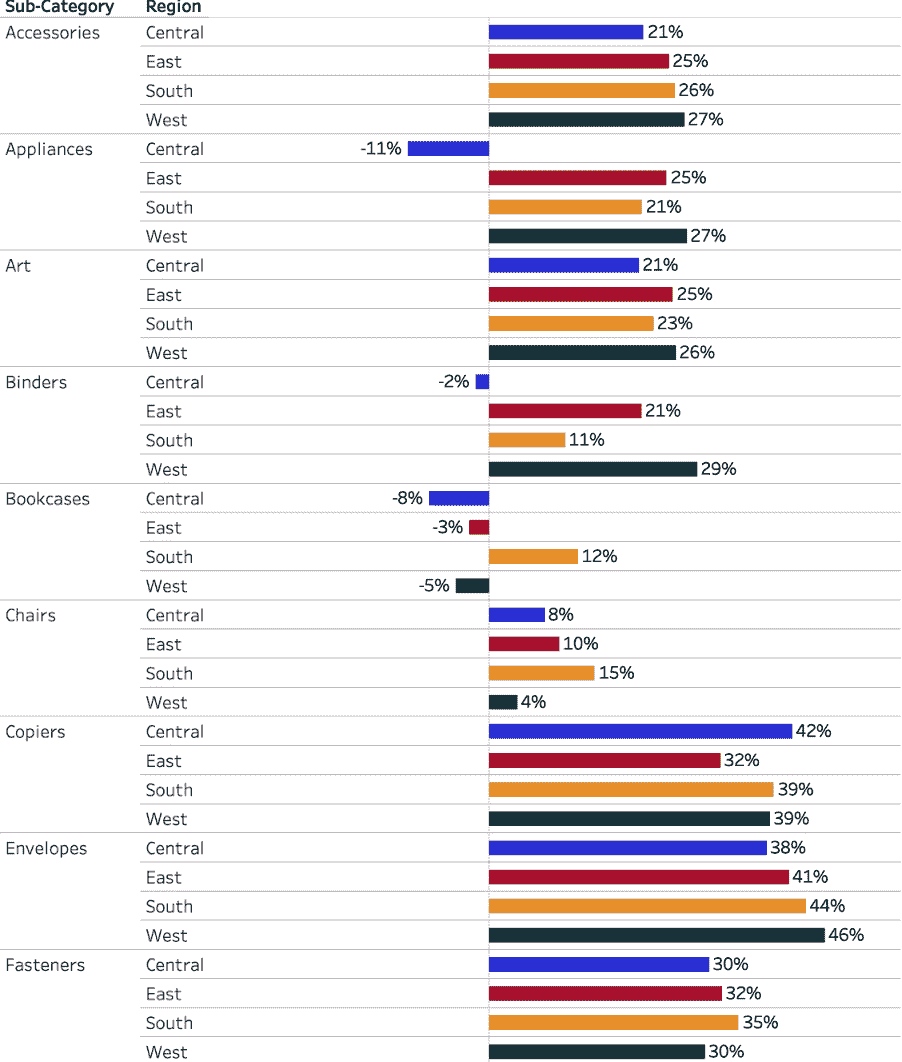 Sub-Category Region
Accessories Central 21%
East 25%
South 26%
West 27%
Appliances Central -11%
East 25%
South 21%
West 27%
Art Central 21%
East 25%
South 23%
West 26%
Binders Central -2%
East 21%
South 11%
West 29%
Bookcases Central -8%
East -3%
South 12%
West -5%
Chairs Central 8%
East 10%
South 15%
West 4%
Copiers Central 42%
East 32%
South 39%
West 39%
Envelopes Central 38%
East 41%
South 44%
West 46%
Fasteners Central 30%
East 32%
South 35%
West 30%